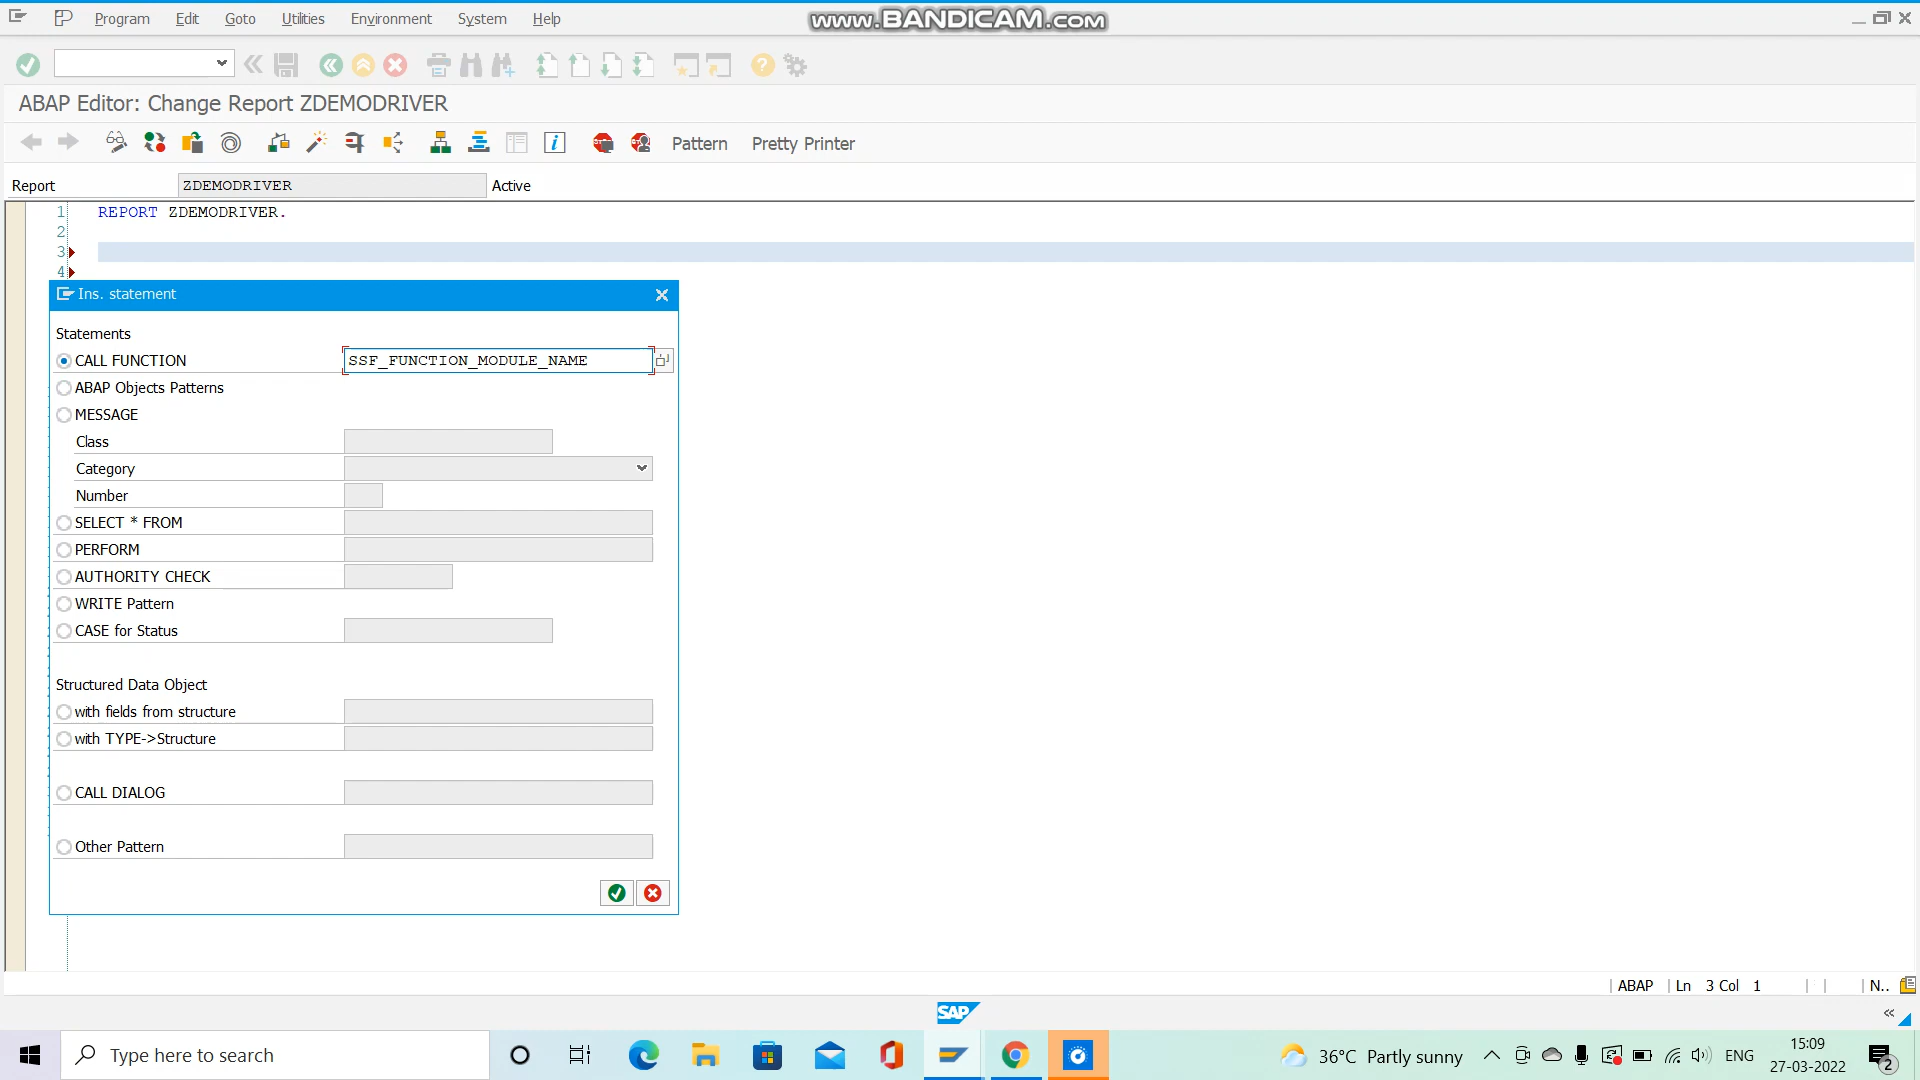 Program Edit Goto Utilities Environment System Help
www.BANDICAM.com
ABAP Editor: Change Report ZDEMODRIVER
Pattern Pretty Printer
Report ZDEMODRIVER Active
1 REPORT ZDEMODRIVER.
2
3
4
Ins. statement
Statements
CALL FUNCTION SSF_FUNCTION_MODULE_NAME
ABAP Objects Patterns
MESSAGE
Class
Category
Number
SELECT * FROM
PERFORM
AUTHORITY CHECK
WRITE Pattern
CASE for Status
Structured Data Object
with fields from structure
with TYPE->Structure
CALL DIALOG
Other Pattern
ABAP Ln 3 Col 1 N..
SAP
Type here to search
36°C Partly sunny
ENG
15:09
27-03-2022
2